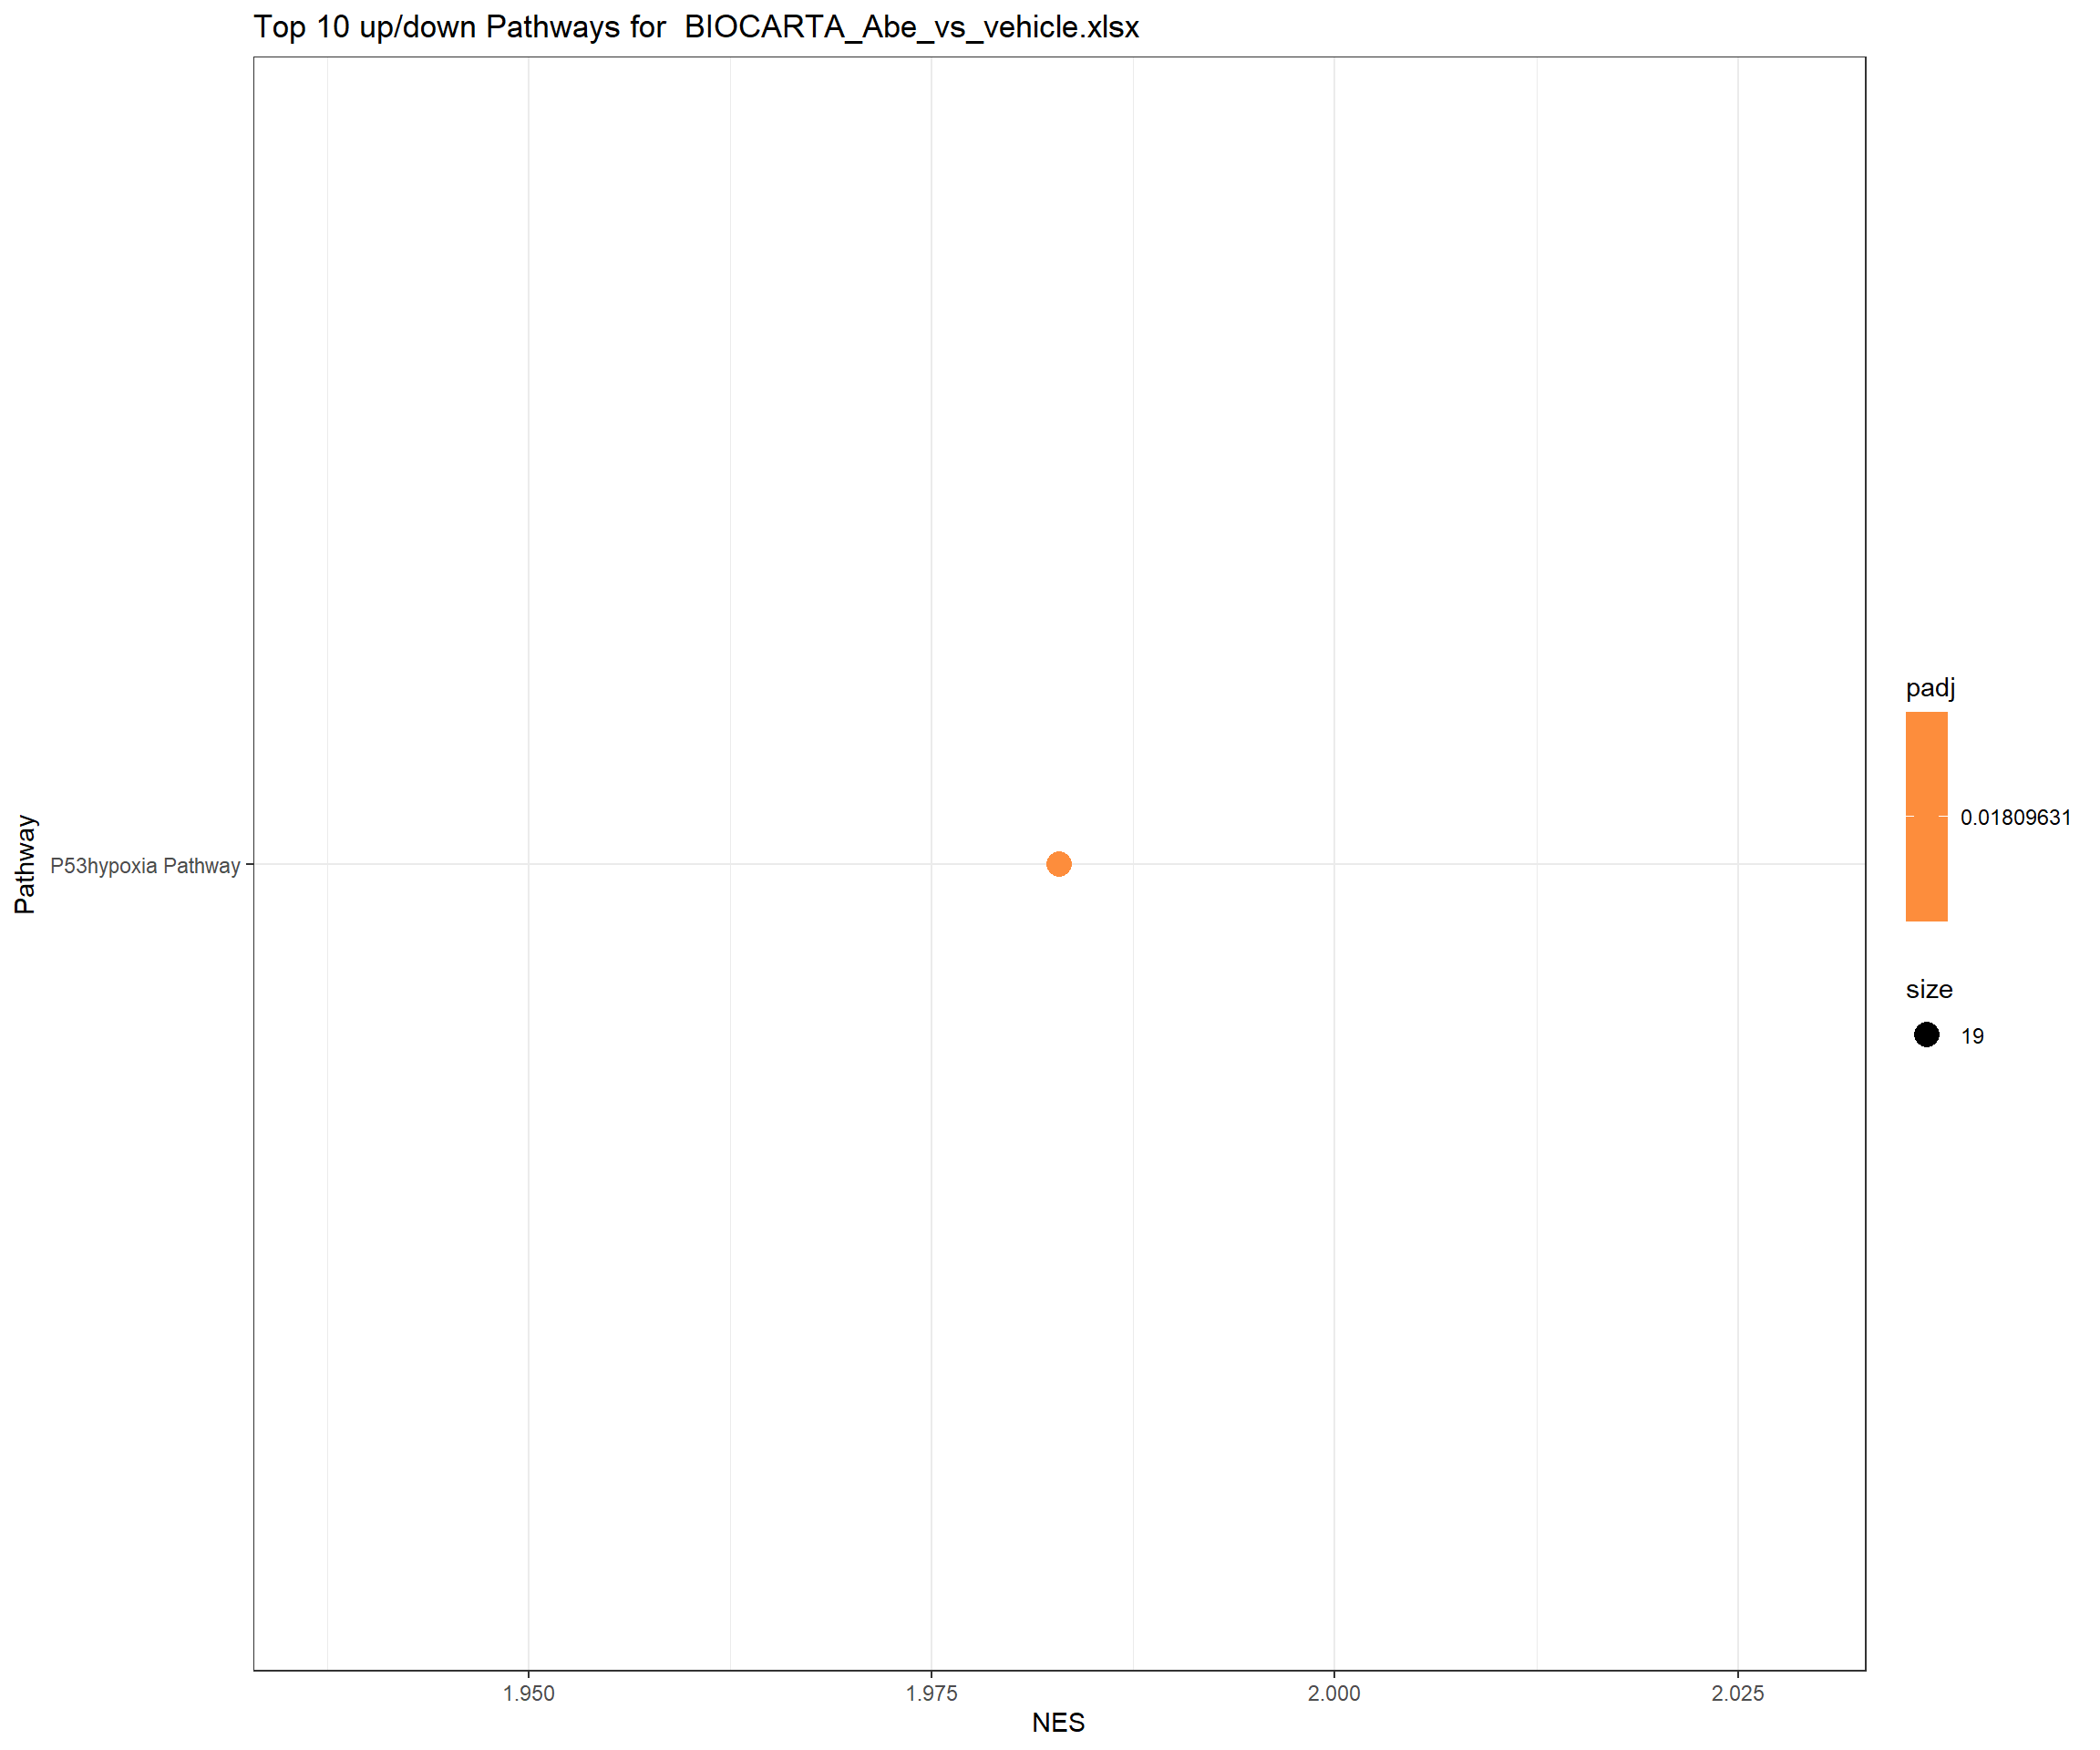 Top 10 up/down Pathways for  BIOCARTA_Abe_vs_vehicle.xlsx
Pathway
P53hypoxia Pathway
1.950
1.975
2.000
2.025
NES
padj
0.01809631
size
19